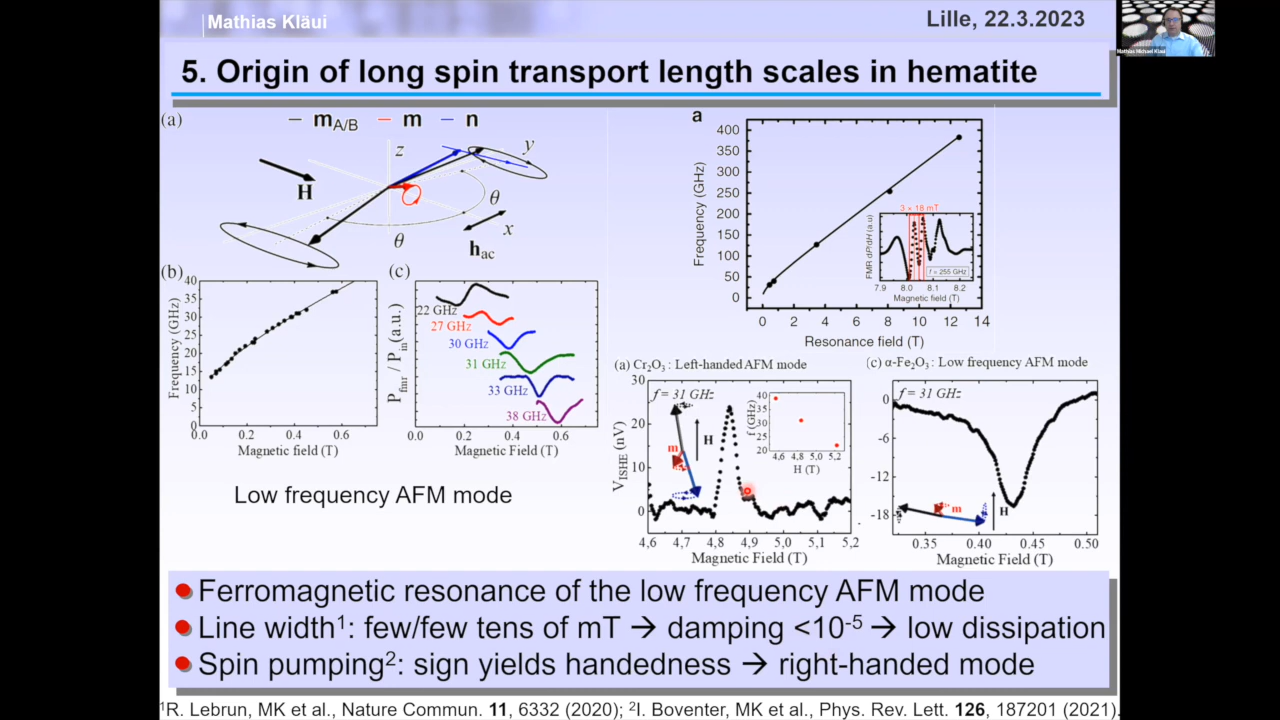 Mathias Kläui
Lille, 22.3.2023
Mathias Michael Kläui
5. Origin of long spin transport length scales in hematite
(a)
m_A/B m n
z
y
H
θ
x
θ
h_ac
(b)
Frequency (GHz)
40
35
30
25
20
15
10
5
0
0.0 0.2 0.4 0.6
Magnetic field (T)
(c)
P_fmr / P_in (a.u.)
22 GHz
27 GHz
30 GHz
31 GHz
33 GHz
38 GHz
0.0 0.2 0.4 0.6
Magnetic Field (T)
Low frequency AFM mode
a
Frequency (GHz)
400
350
300
250
200
150
100
50
0
0 2 4 6 8 10 12 14
Resonance field (T)
3 × 18 mT
FMR dP/dH (a.u)
f = 255 GHz
7.9 8.0 8.1 8.2
Magnetic field (T)
(a) Cr₂O₃ : Left-handed AFM mode
f = 31 GHz
V_ISHE (nV)
30
20
10
0
m
H
f (GHz)
40
35
30
25
20
4,6 4,8 5,0 5,2
H (T)
4,6 4,7 4,8 4,9 5,0 5,1 5,2
Magnetic Field (T)
(c) α-Fe₂O₃ : Low frequency AFM mode
f = 31 GHz
0
-6
-12
-18
m
H
0.35 0.40 0.45 0.50
Magnetic Field (T)
Ferromagnetic resonance of the low frequency AFM mode
Line width¹: few/few tens of mT → damping <10⁻⁵ → low dissipation
Spin pumping²: sign yields handedness → right-handed mode
¹R. Lebrun, MK et al., Nature Commun. 11, 6332 (2020); ²I. Boventer, MK et al., Phys. Rev. Lett. 126, 187201 (2021).